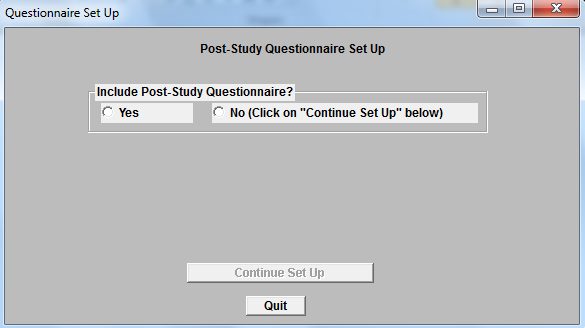 Questionnaire Set Up
Post-Study Questionnaire Set Up
Include Post-Study Questionnaire?
Yes
No (Click on "Continue Set Up" below)
Continue Set Up
Quit